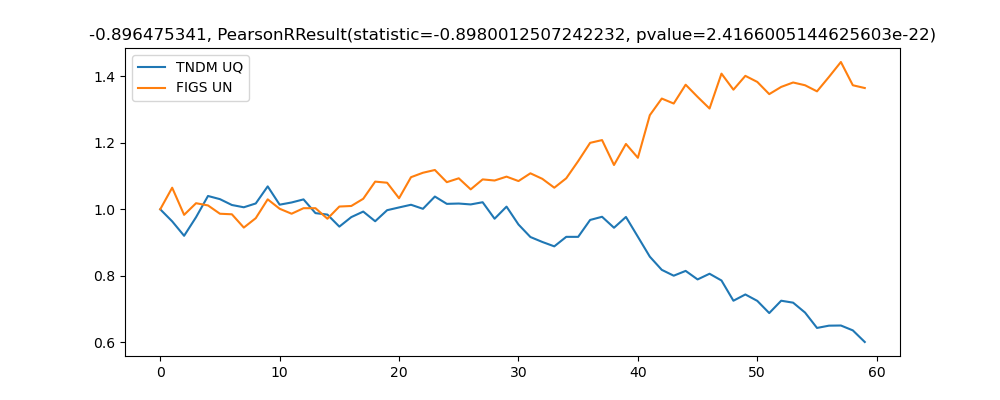 -0.896475341, PearsonRResult(statistic=-0.8980012507242232, pvalue=2.4166005144625603e-22)
TNDM UQ
FIGS UN
1.4
1.2
1.0
0.8
0.6
0 10 20 30 40 50 60